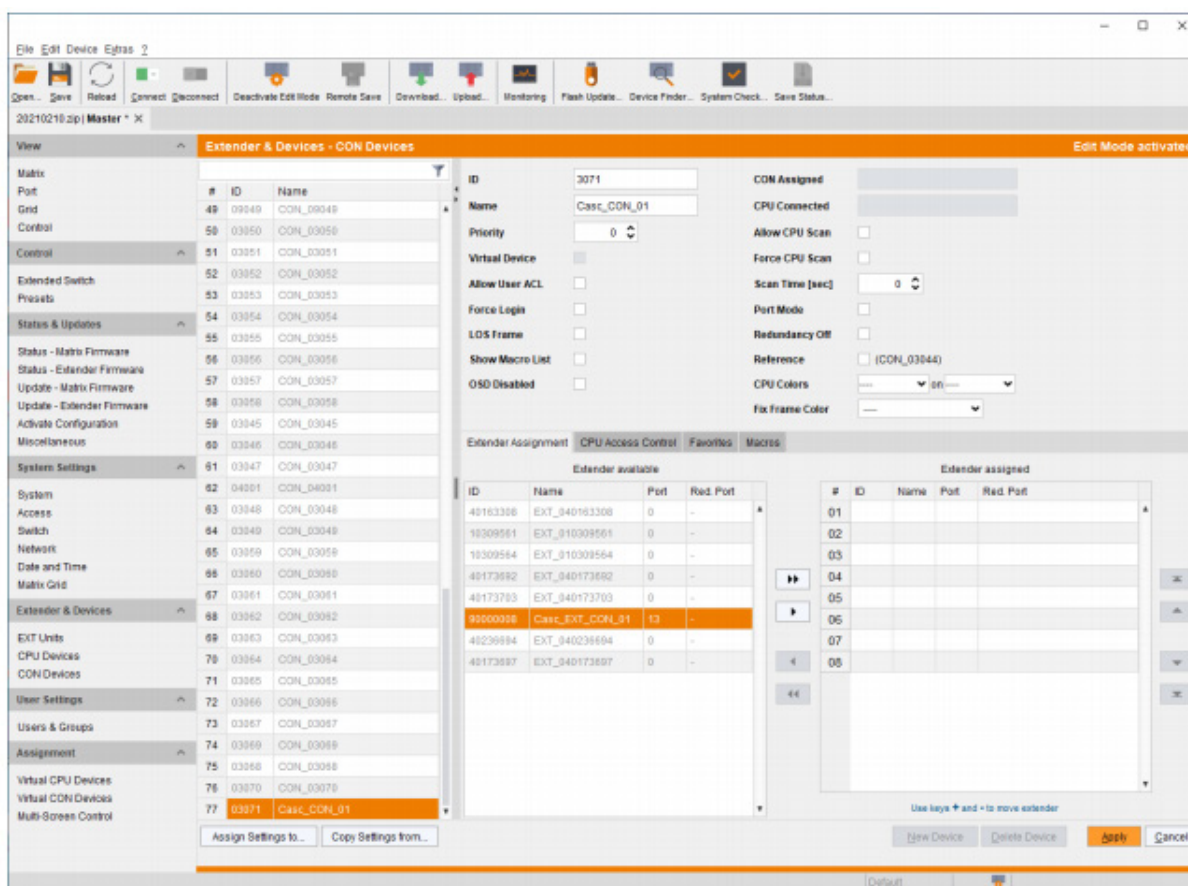 File Edit Device Extras ?
Open... Save Reload Connect Disconnect Deactivate Edit Mode Remote Save Download... Upload... Monitoring Flash Update... Device Finder... System Check... Save Status...
20210210.zip | Master * X
View
Matrix
Port
Grid
Control
Control
Extended Switch
Presets
Status & Updates
Status - Matrix Firmware
Status - Extender Firmware
Update - Matrix Firmware
Update - Extender Firmware
Activate Configuration
Miscellaneous
System Settings
System
Access
Switch
Network
Date and Time
Matrix Grid
Extender & Devices
EXT Units
CPU Devices
CON Devices
User Settings
Users & Groups
Assignment
Virtual CPU Devices
Virtual CON Devices
Multi-Screen Control
Extender & Devices - CON Devices Edit Mode activated
# ID Name
49 09049 CON_09049
50 03050 CON_03050
51 03051 CON_03051
52 03052 CON_03052
53 03053 CON_03053
54 03054 CON_03054
55 03055 CON_03055
56 03056 CON_03056
57 03057 CON_03057
58 03058 CON_03058
59 03045 CON_03045
60 03046 CON_03046
61 03047 CON_03047
62 04001 CON_04001
63 03048 CON_03048
64 03049 CON_03049
65 03059 CON_03059
66 03060 CON_03060
67 03061 CON_03061
68 03062 CON_03062
69 03063 CON_03063
70 03064 CON_03064
71 03065 CON_03065
72 03066 CON_03066
73 03067 CON_03067
74 03069 CON_03069
75 03068 CON_03068
76 03070 CON_03070
77 03071 Casc_CON_01
Assign Settings to... Copy Settings from...
ID 3071
Name Casc_CON_01
Priority 0
Virtual Device
Allow User ACL
Force Login
LOS Frame
Show Macro List
OSD Disabled
CON Assigned
CPU Connected
Allow CPU Scan
Force CPU Scan
Scan Time [sec] 0
Port Mode
Redundancy Off
Reference (CON_03044)
CPU Colors ---- on ----
Fix Frame Color ----
Extender Assignment CPU Access Control Favorites Macros
Extender available
ID Name Port Red. Port
40163308 EXT_040163308 0 -
10309561 EXT_010309561 0 -
10309564 EXT_010309564 0 -
40173692 EXT_040173692 0 -
40173703 EXT_040173703 0 -
90000008 Casc_EXT_CON_01 13 -
40236694 EXT_040236694 0 -
40173697 EXT_040173697 0 -
Extender assigned
# ID Name Port Red. Port
01
02
03
04
05
06
07
08
Use keys + and - to move extender
New Device Delete Device Apply Cancel
Default